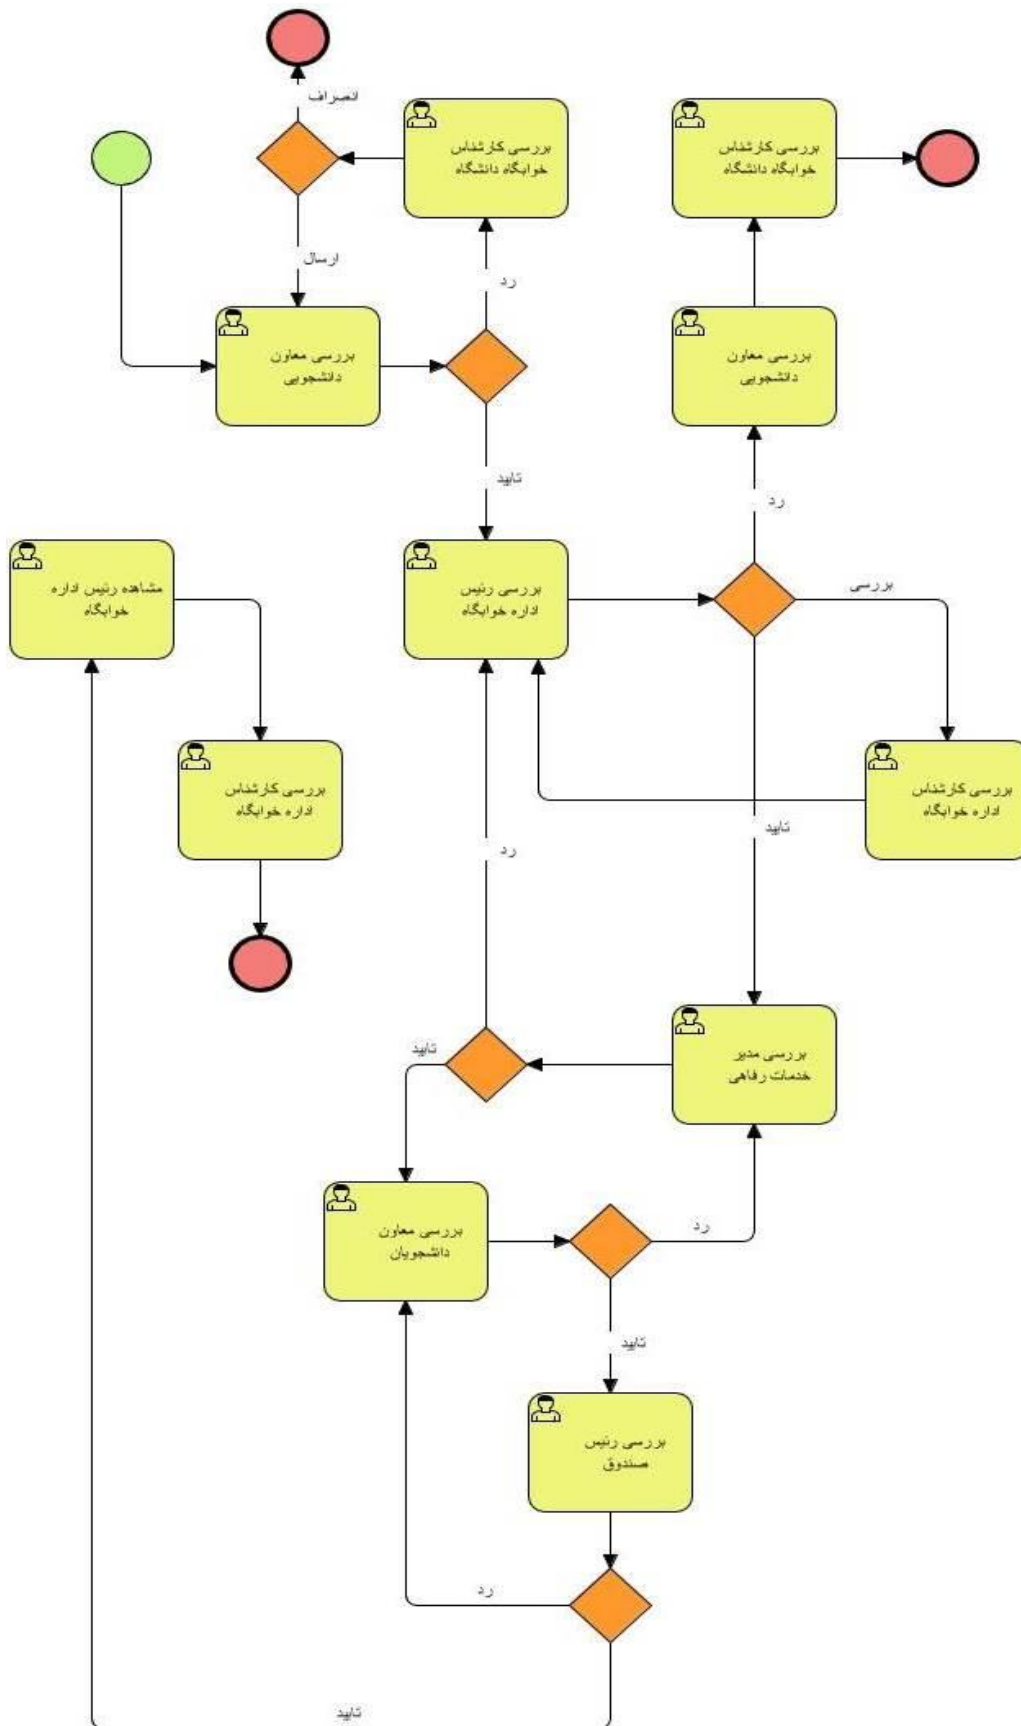 انصراف
بررسی کارشناس
خوابگاه دانشگاه
بررسی کارشناس
خوابگاه دانشگاه
ارسال
رد
بررسی معاون
دانشجویی
بررسی معاون
دانشجویی
تایید
رد
مشاهده رئیس اداره
خوابگاه
بررسی رئیس
اداره خوابگاه
بررسی
بررسی کارشناس
اداره خوابگاه
بررسی کارشناس
اداره خوابگاه
تایید
رد
تایید
بررسی مدیر
خدمات رفاهی
بررسی معاون
دانشجویان
رد
تایید
بررسی رئیس
صندوق
رد
تایید